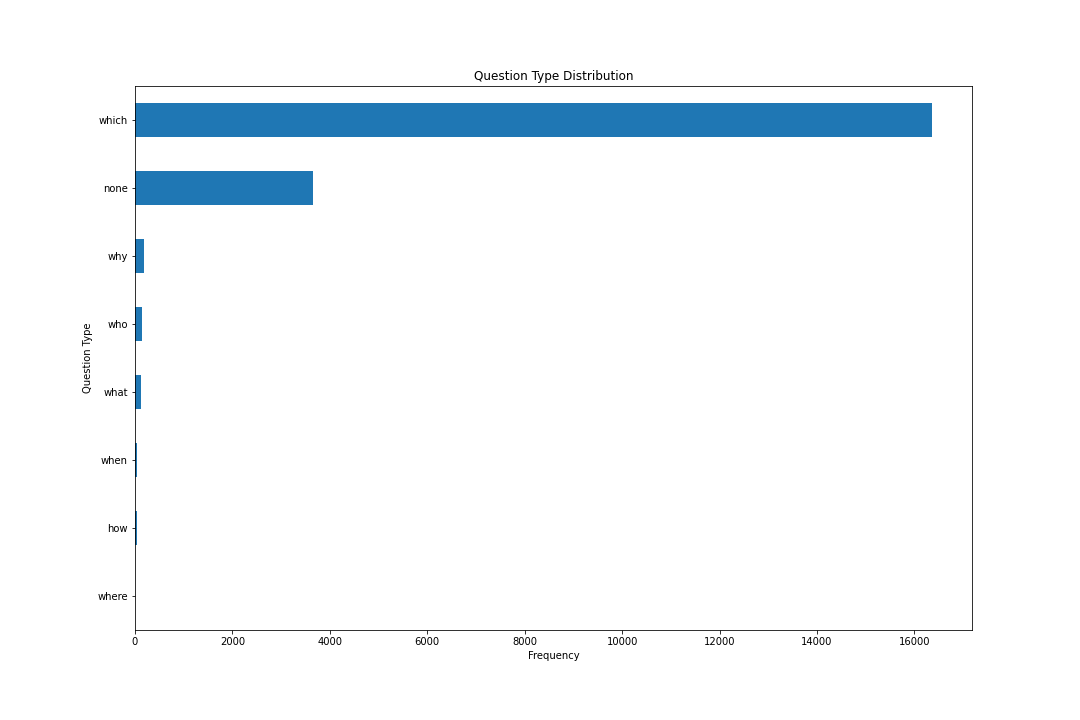 Question Type Distribution
which
none
why
who
what
when
how
where
Question Type
0 2000 4000 6000 8000 10000 12000 14000 16000
Frequency